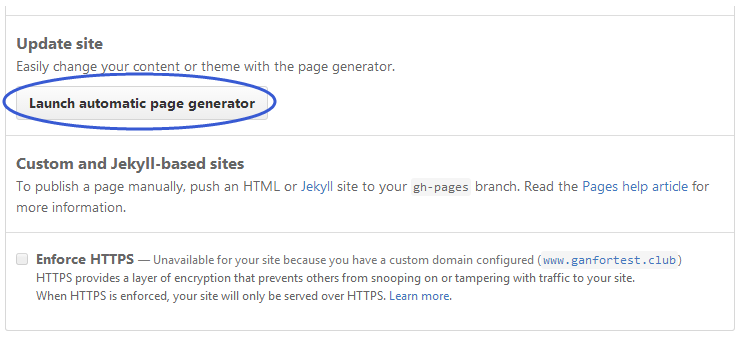 Update site
Easily change your content or theme with the page generator.
Launch automatic page generator
Custom and Jekyll-based sites
To publish a page manually, push an HTML or Jekyll site to your gh-pages branch. Read the Pages help article for
more information.
Enforce HTTPS — Unavailable for your site because you have a custom domain configured (www.ganfortest.club)
HTTPS provides a layer of encryption that prevents others from snooping on or tampering with traffic to your site.
When HTTPS is enforced, your site will only be served over HTTPS. Learn more.